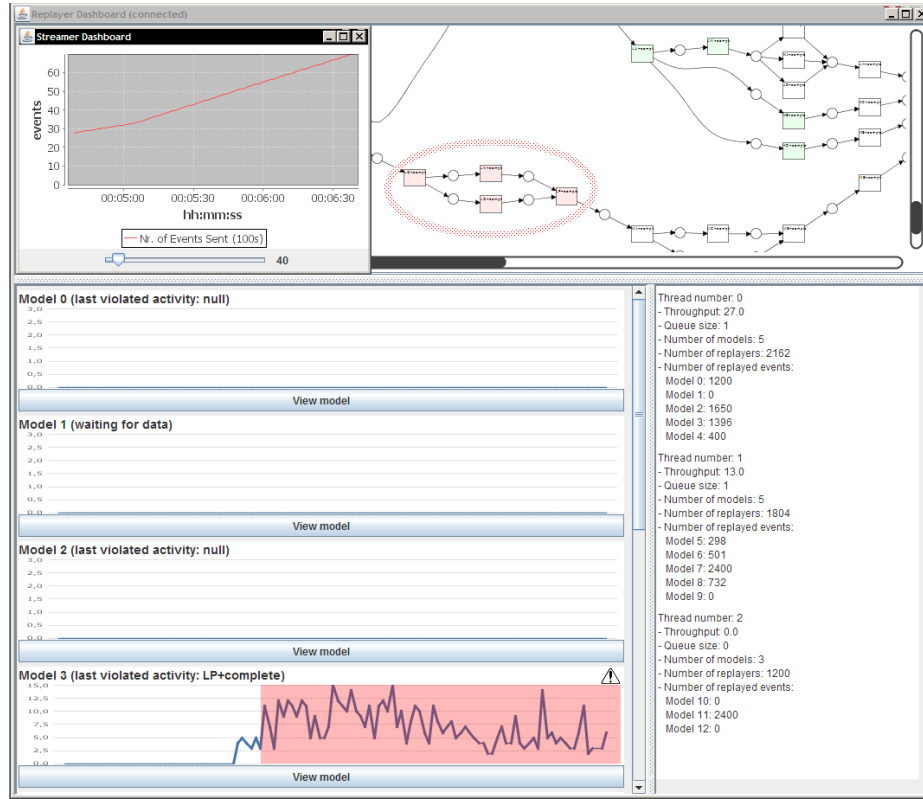 Replayer Dashboard (connected)
Streamer Dashboard
60
50
40
30
20
10
0
events
00:05:00 00:05:30 00:06:00 00:06:30
hh:mm:ss
Nr. of Events Sent (100s)
40
Model 0 (last violated activity: null)
3,0
2,5
2,0
1,5
1,0
0,5
0,0
View model
Model 1 (waiting for data)
3,0
2,5
2,0
1,5
1,0
0,5
0,0
View model
Model 2 (last violated activity: null)
3,0
2,5
2,0
1,5
1,0
0,5
0,0
View model
Model 3 (last violated activity: LP+complete)
15,0
12,5
10,0
7,5
5,0
2,5
0,0
View model
Thread number: 0
- Throughput: 27.0
- Queue size: 1
- Number of models: 5
- Number of replayers: 2162
- Number of replayed events:
Model 0: 1200
Model 1: 0
Model 2: 1650
Model 3: 1396
Model 4: 400
Thread number: 1
- Throughput: 13.0
- Queue size: 1
- Number of models: 5
- Number of replayers: 1804
- Number of replayed events:
Model 5: 298
Model 6: 501
Model 7: 2400
Model 8: 732
Model 9: 0
Thread number: 2
- Throughput: 0.0
- Queue size: 0
- Number of models: 3
- Number of replayers: 1200
- Number of replayed events:
Model 10: 0
Model 11: 2400
Model 12: 0